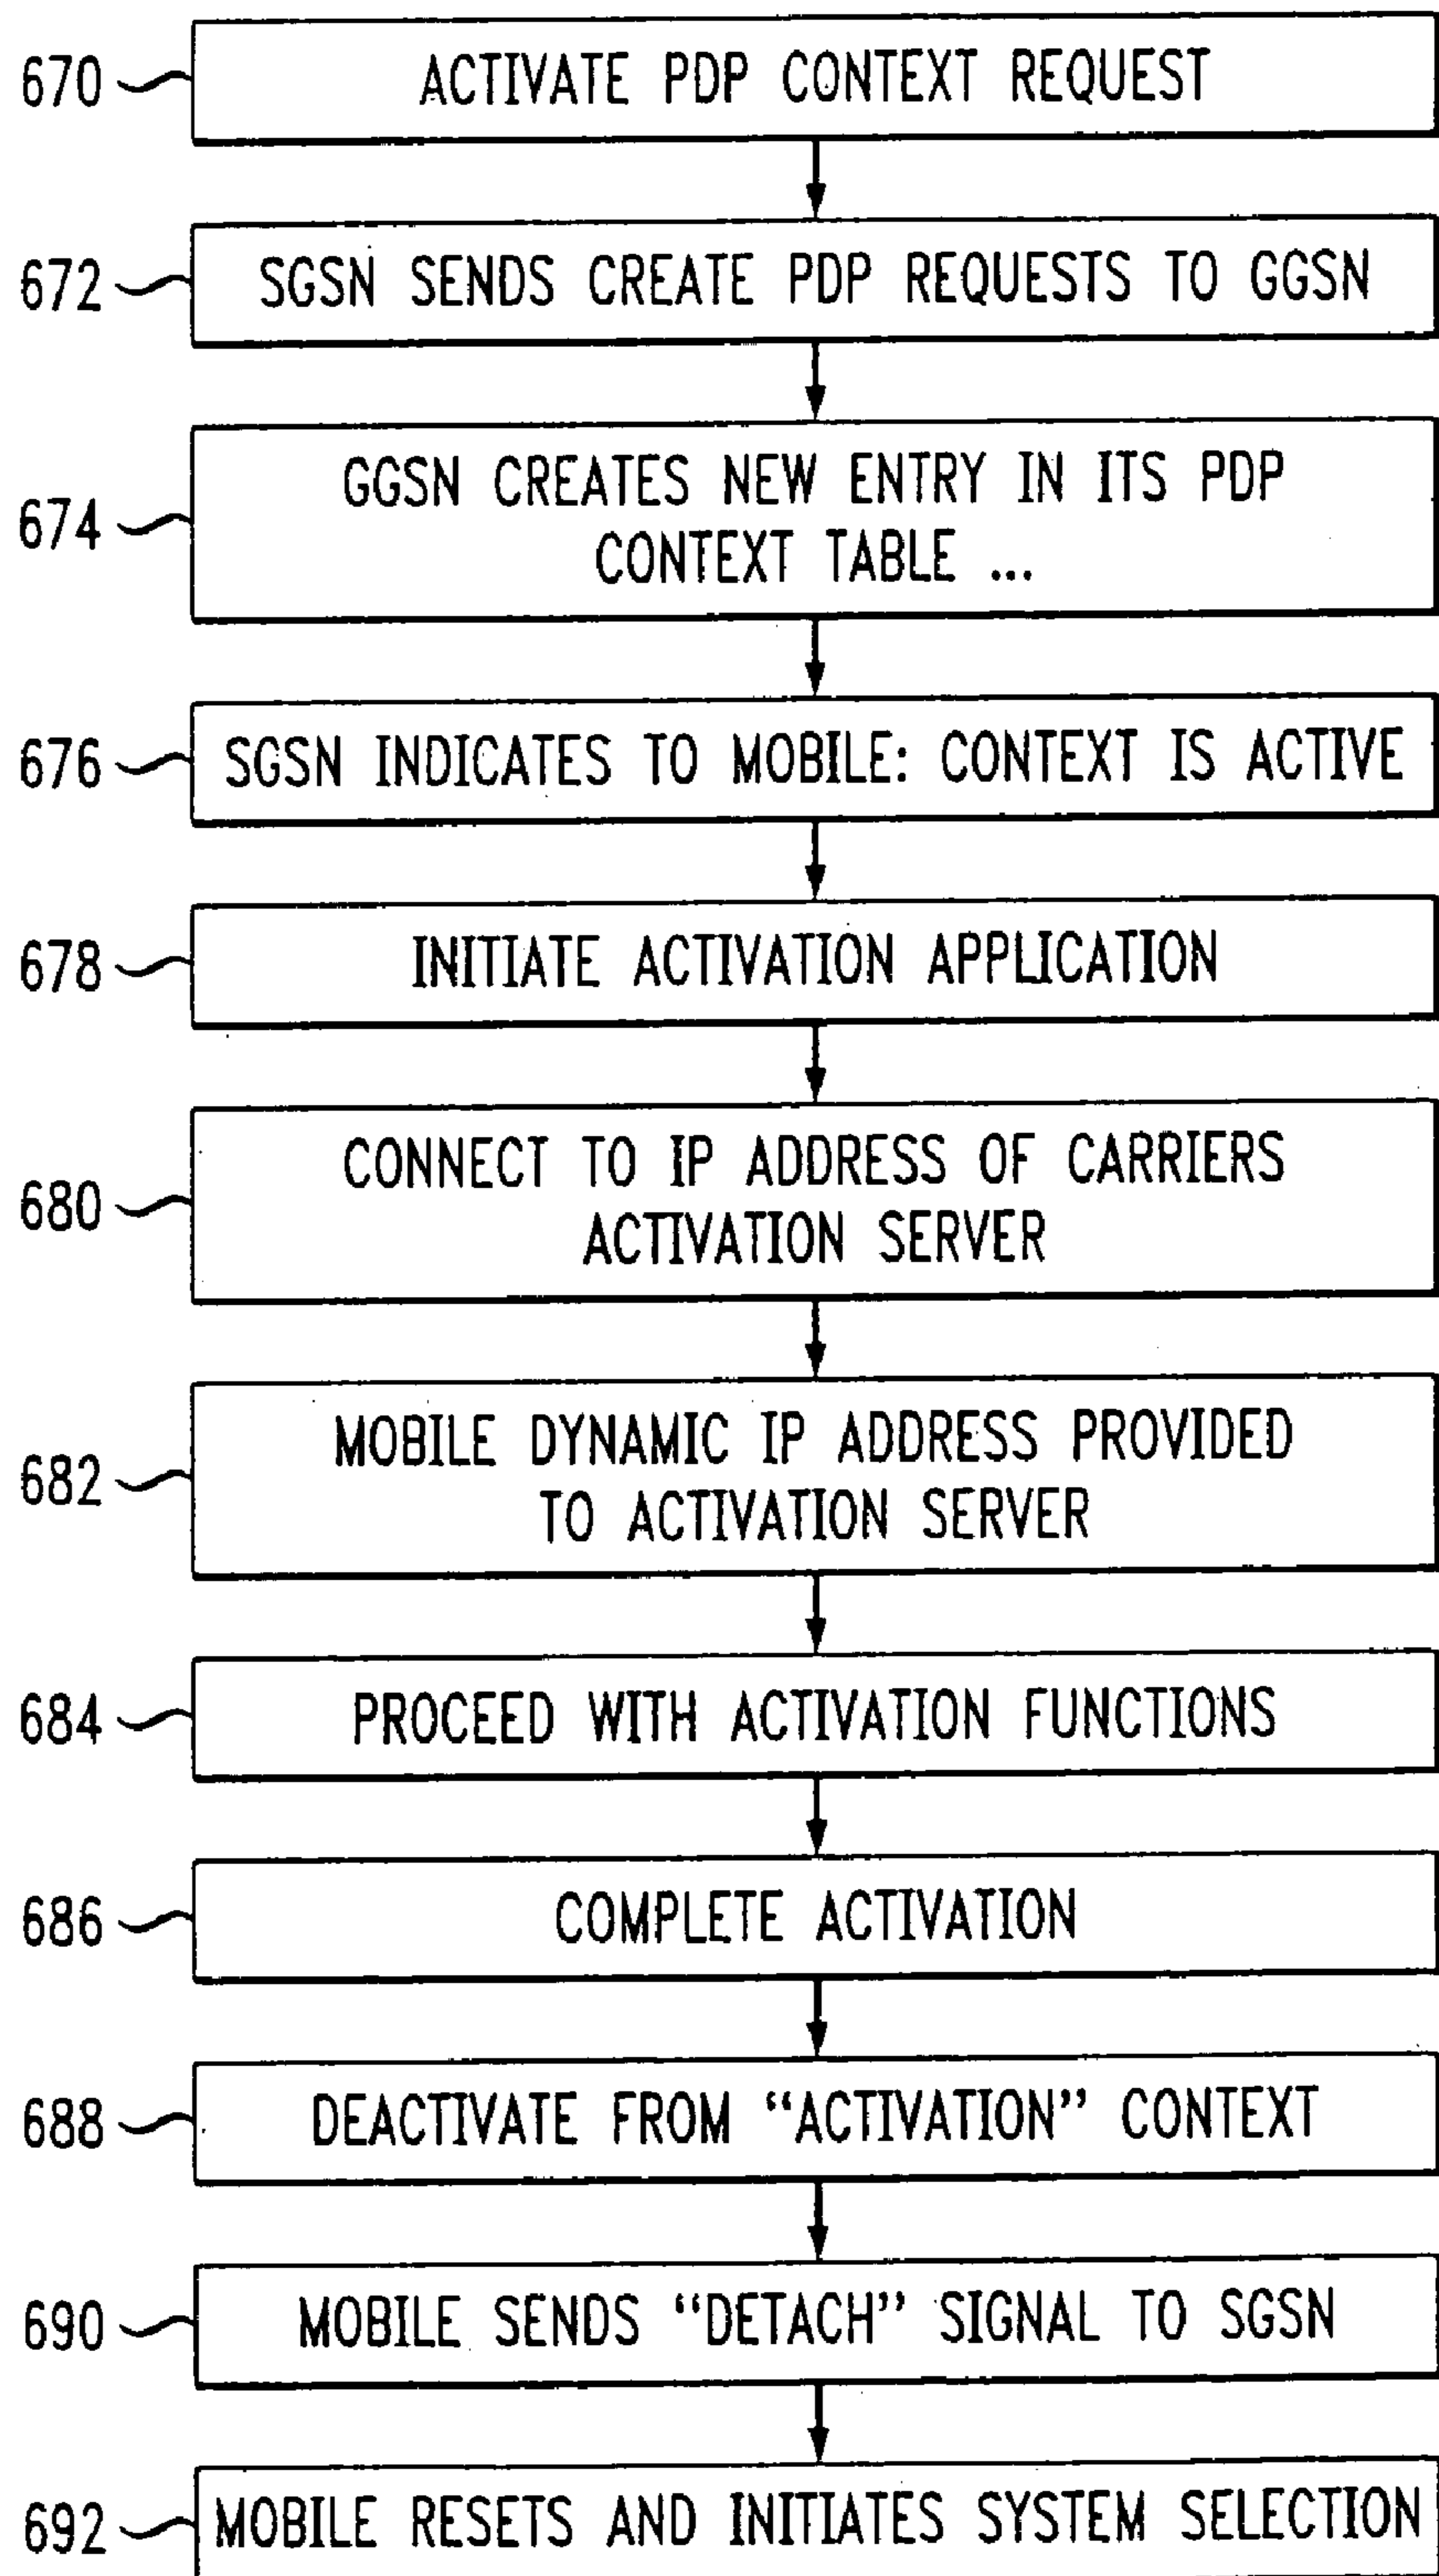 670 ACTIVATE PDP CONTEXT REQUEST
672 SGSN SENDS CREATE PDP REQUESTS TO GGSN
674 GGSN CREATES NEW ENTRY IN ITS PDP
CONTEXT TABLE ...
676 SGSN INDICATES TO MOBILE: CONTEXT IS ACTIVE
678 INITIATE ACTIVATION APPLICATION
680 CONNECT TO IP ADDRESS OF CARRIERS
ACTIVATION SERVER
682 MOBILE DYNAMIC IP ADDRESS PROVIDED
TO ACTIVATION SERVER
684 PROCEED WITH ACTIVATION FUNCTIONS
686 COMPLETE ACTIVATION
688 DEACTIVATE FROM “ACTIVATION” CONTEXT
690 MOBILE SENDS “DETACH” SIGNAL TO SGSN
692 MOBILE RESETS AND INITIATES SYSTEM SELECTION